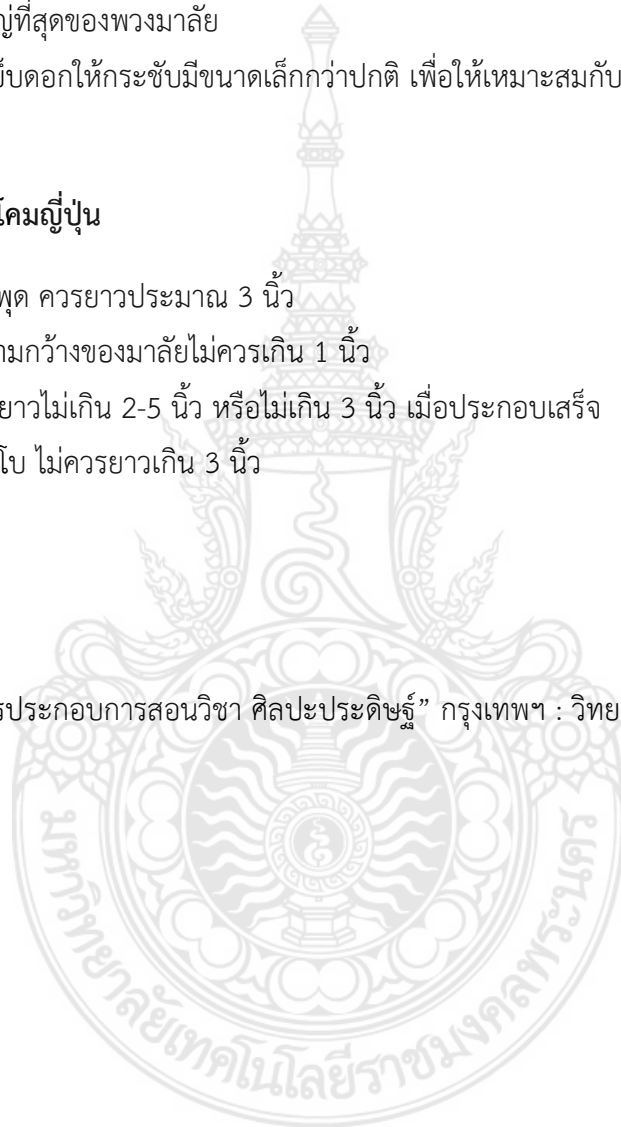 ญ่ที่สุดของพวงมาลัย
ย็บดอกให้กระชับมีขนาดเล็กกว่าปกติ เพื่อให้เหมาะสมกับ
โคมญี่ปุ่น
พุด ควรยาวประมาณ 3 นิ้ว
ามกว้างของมาลัยไม่ควรเกิน 1 นิ้ว
ยาวไม่เกิน 2-5 นิ้ว หรือไม่เกิน 3 นิ้ว เมื่อประกอบเสร็จ
โบ ไม่ควรยาวเกิน 3 นิ้ว
รประกอบการสอนวิชา ศิลปะประดิษฐ์” กรุงเทพฯ : วิทย
มหาวิทยาลัยเทคโนโลยีราชมงคลพระนคร